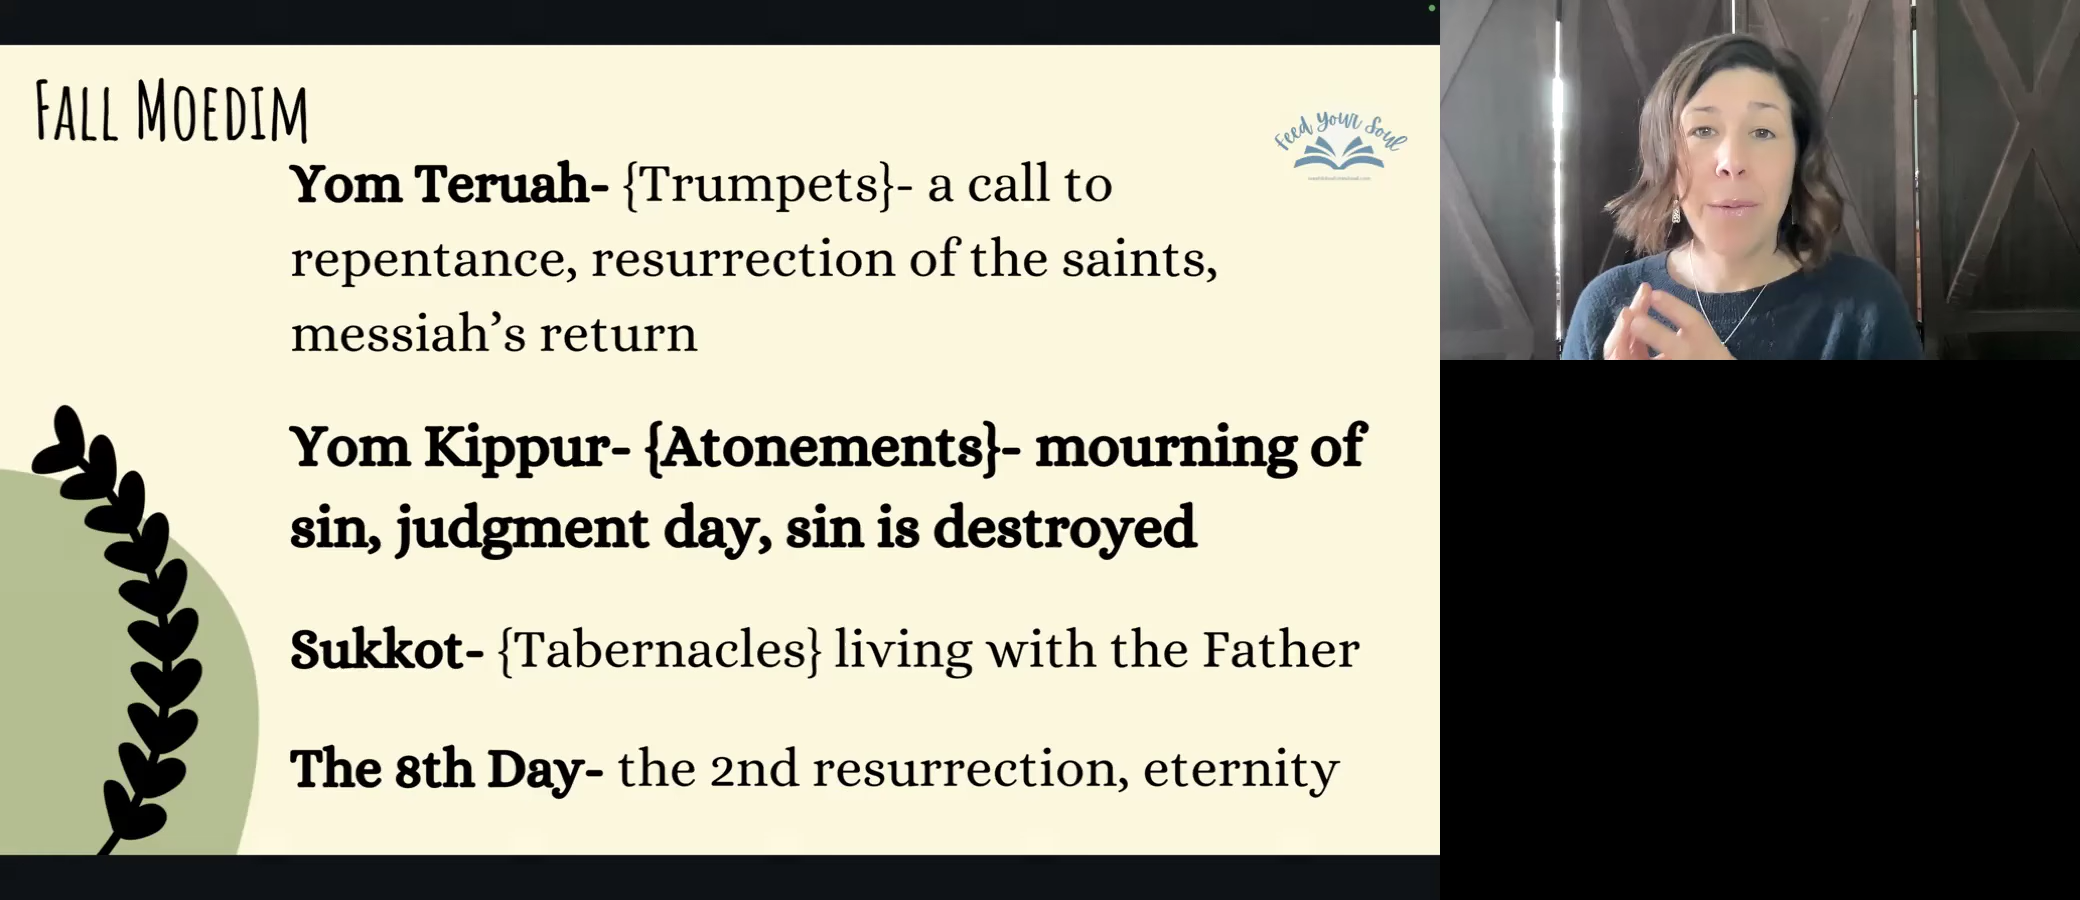 Fall Moedim
Feed Your Soul
Yom Teruah- {Trumpets}- a call to
repentance, resurrection of the saints,
messiah’s return
Yom Kippur- {Atonements}- mourning of
sin, judgment day, sin is destroyed
Sukkot- {Tabernacles} living with the Father
The 8th Day- the 2nd resurrection, eternity